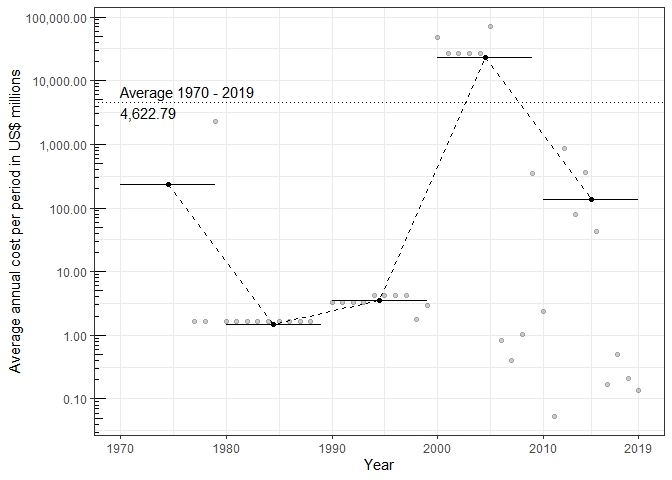 100,000.00
10,000.00
Average 1970 - 2019
4,622.79
1,000.00
100.00
10.00
1.00
0.10
Average annual cost per period in US$ millions
1970 1980 1990 2000 2010 2019
Year